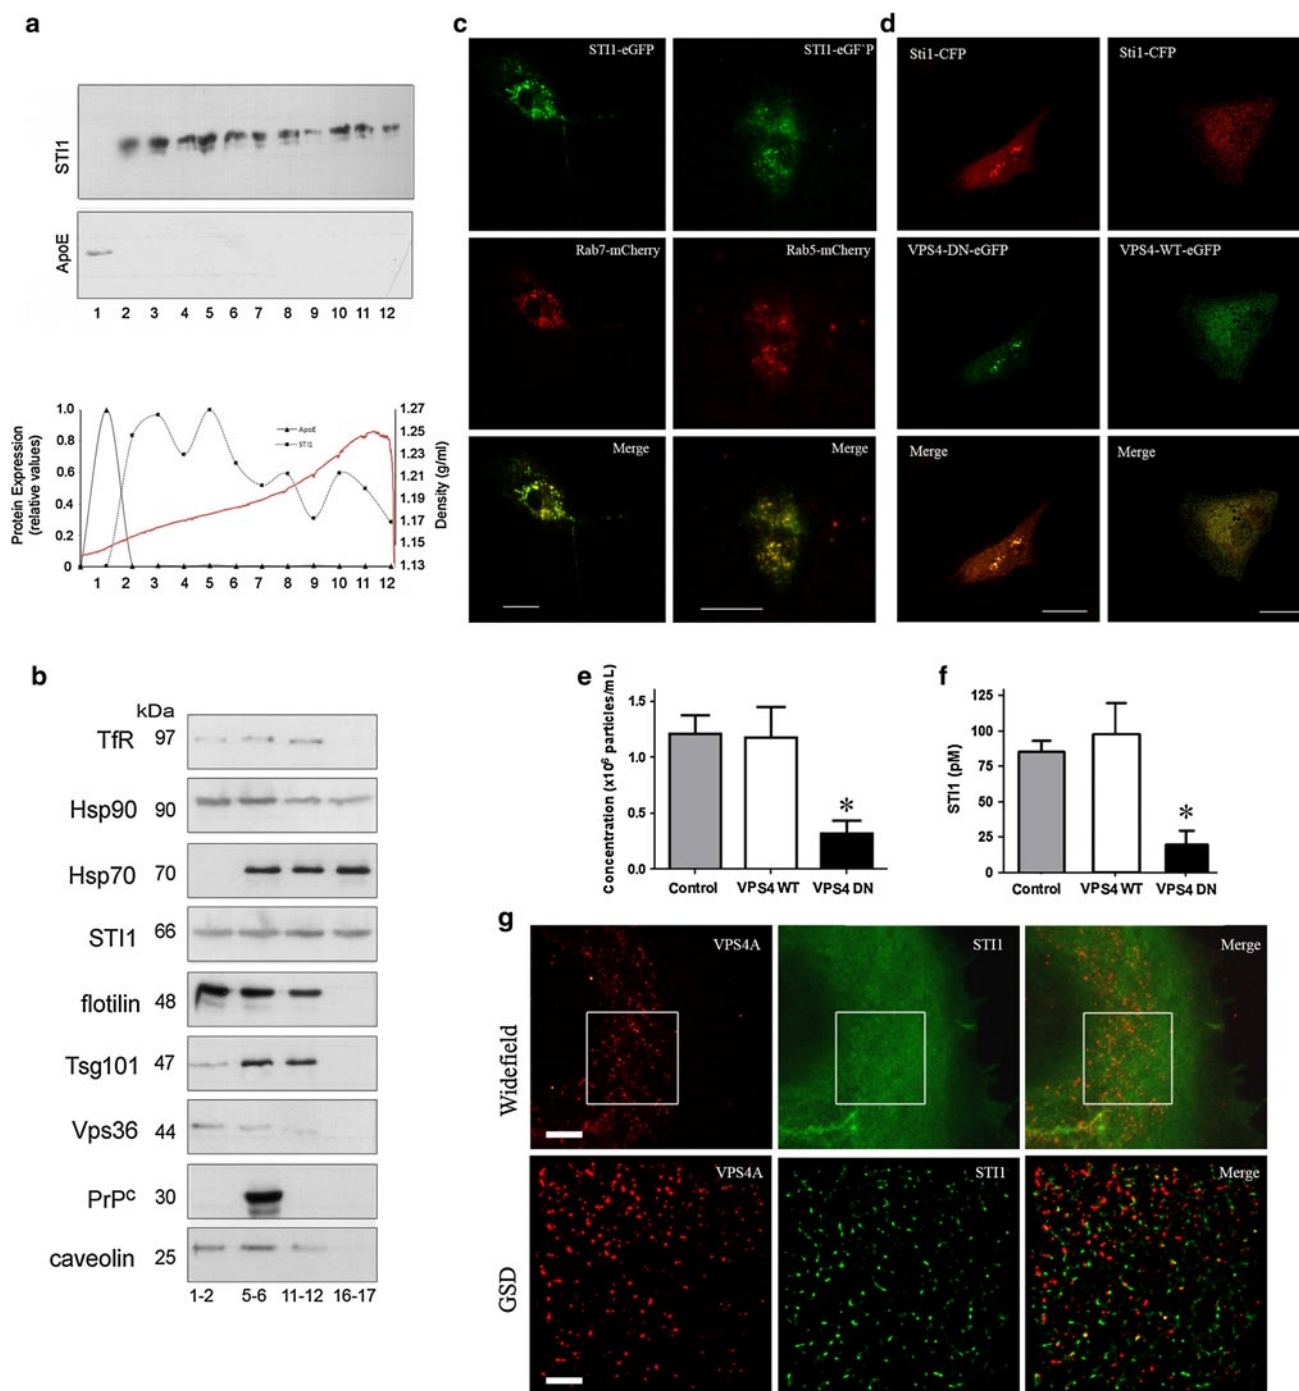 a
STI1
ApoE
1 2 3 4 5 6 7 8 9 10 11 12
Protein Expression
(relative values)
1.0
0.8
0.6
0.4
0.2
0
ApoE
STI1
1.27
1.25
1.23
1.21
1.19
1.17
1.15
1.13
Density (g/ml)
1 2 3 4 5 6 7 8 9 10 11 12
b
kDa
TfR 97
Hsp90 90
Hsp70 70
STI1 66
flotilin 48
Tsg101 47
Vps36 44
PrPᶜ 30
caveolin 25
1-2 5-6 11-12 16-17
c
STI1-eGFP
STI1-eGF`P
Rab7-mCherry
Rab5-mCherry
Merge
Merge
d
Sti1-CFP
Sti1-CFP
VPS4-DN-eGFP
VPS4-WT-eGFP
Merge
Merge
e
Concentration (x10⁶ particles/mL)
1.5
1.0
0.5
0.0
*
Control VPS4 WT VPS4 DN
f
STI1 (pM)
125
100
75
50
25
0
*
Control VPS4 WT VPS4 DN
g
Widefield
VPS4A
STI1
Merge
GSD
VPS4A
STI1
Merge